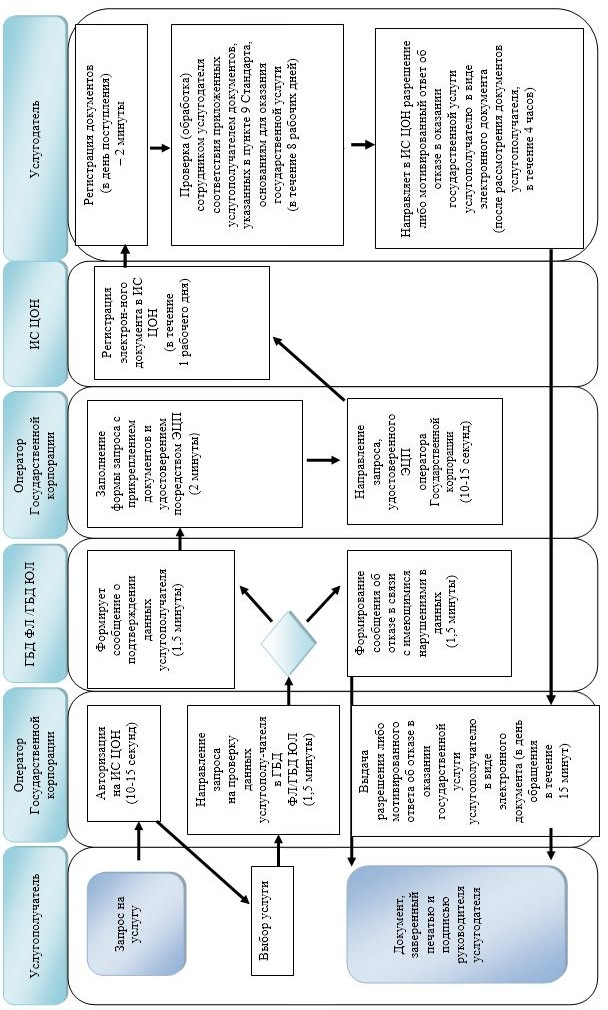 Услугополучатель
Оператор
Государственной
корпорации
ГБД ФЛ /ГБД ЮЛ
Оператор
Государственной
корпорации
ИС ЦОН
Услугодатель
Запрос на
услугу
Авторизация
на ИС ЦОН
(10-15 секунд)
Выбор услуги
Направление
запроса
на проверку
данных
услугополу-чателя
в ГБД
ФЛ/ГБД ЮЛ
(1,5 минуты)
Формирует
сообщение о
подтверждении
данных
услугополучателя
(1,5 минуты)
Формирование
сообщения об
отказе в связи
с имеющимися
нарушениями в
данных
(1,5 минуты)
Заполнение
формы запроса с
прикреплением
документов и
удостоверением
посредством ЭЦП
(2 минуты)
Направление
запроса,
удостоверенного
ЭЦП
оператора
Государственной
корпорации
(10-15 секунд)
Регистрация
электрон-ного
документа в ИС
ЦОН
(в течение
1 рабочего дня)
Регистрация документов
(в день поступления)
– 2 минуты
Проверка (обработка)
сотрудником услугодателя
соответствия приложенных
услугополучателем документов,
указанных в пункте 9 Стандарта,
основаниям для оказания
государственной услуги
(в течение 8 рабочих дней)
Направляет в ИС ЦОН разрешение
либо мотивированный ответ об
отказе в оказании
государственной услуги
услугополучателю в виде
электронного документа
(после рассмотрения документов
услугополучателя,
в течение 4 часов)
Выдача
разрешения либо
мотивированного
ответа об отказе в
оказании
государственной
услуги
услугополучателю
в виде
электронного
документа (в день
обращения
в течение
15 минут)
Документ,
заверенный
печатью и
подписью
руководителя
услугодателя